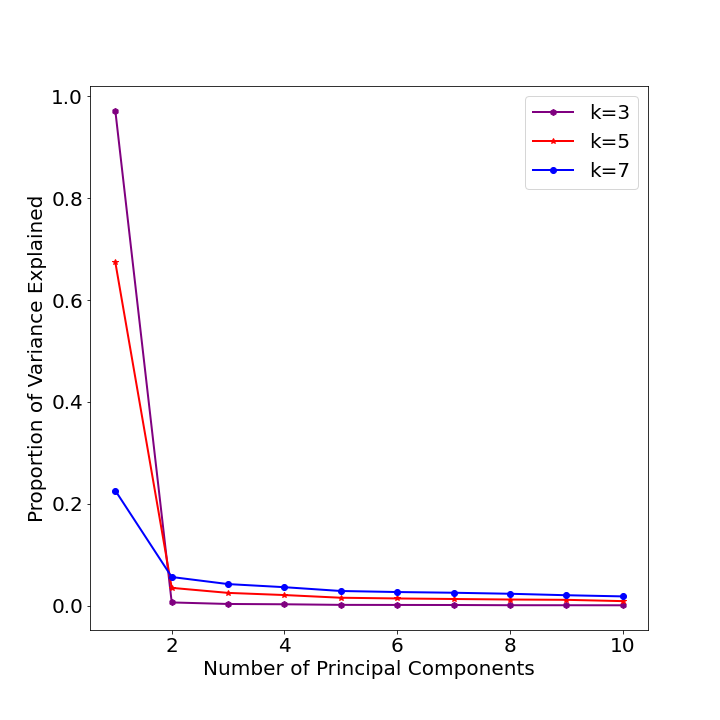 1.0
0.8
0.6
0.4
0.2
0.0
Proportion of Variance Explained
k=3
k=5
k=7
2 4 6 8 10
Number of Principal Components